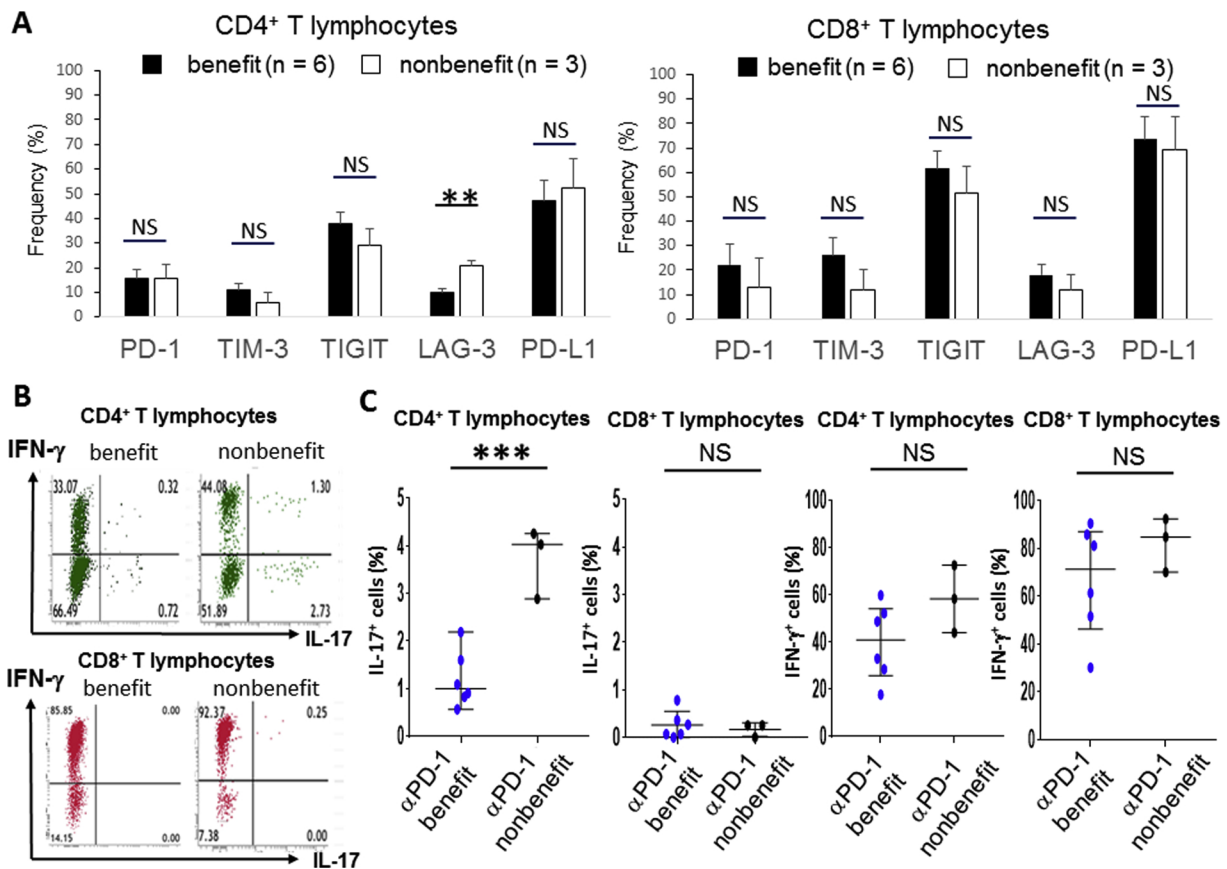 A
CD4⁺ T lymphocytes
benefit (n = 6) nonbenefit (n = 3)
Frequency (%)
100
90
80
70
60
50
40
30
20
10
0
NS
NS
NS
**
NS
PD-1 TIM-3 TIGIT LAG-3 PD-L1
CD8⁺ T lymphocytes
benefit (n = 6) nonbenefit (n = 3)
Frequency (%)
100
90
80
70
60
50
40
30
20
10
0
NS
NS
NS
NS
NS
PD-1 TIM-3 TIGIT LAG-3 PD-L1
B
CD4⁺ T lymphocytes
IFN-γ benefit nonbenefit
33.07 0.32 44.08 1.30
66.49 0.72 51.89 2.73
IL-17
CD8⁺ T lymphocytes
IFN-γ benefit nonbenefit
85.85 0.00 92.37 0.25
14.15 0.00 7.38 0.00
IL-17
C
CD4⁺ T lymphocytes
***
IL-17⁺ cells (%)
5
4
3
2
1
0
αPD-1 benefit
αPD-1 nonbenefit
CD8⁺ T lymphocytes
NS
IL-17⁺ cells (%)
5
4
3
2
1
0
αPD-1 benefit
αPD-1 nonbenefit
CD4⁺ T lymphocytes
NS
IFN-γ⁺ cells (%)
100
80
60
40
20
0
αPD-1 benefit
αPD-1 nonbenefit
CD8⁺ T lymphocytes
NS
IFN-γ⁺ cells (%)
100
80
60
40
20
0
αPD-1 benefit
αPD-1 nonbenefit